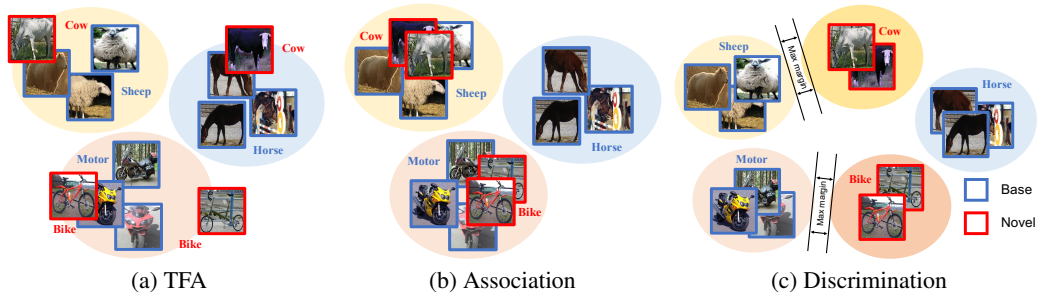 Cow
Cow
Sheep
Horse
Motor
Bike
Bike
(a) TFA
Cow
Sheep
Horse
Motor
Bike
(b) Association
Sheep
Max margin
Cow
Horse
Motor
Max margin
Bike
Base
Novel
(c) Discrimination